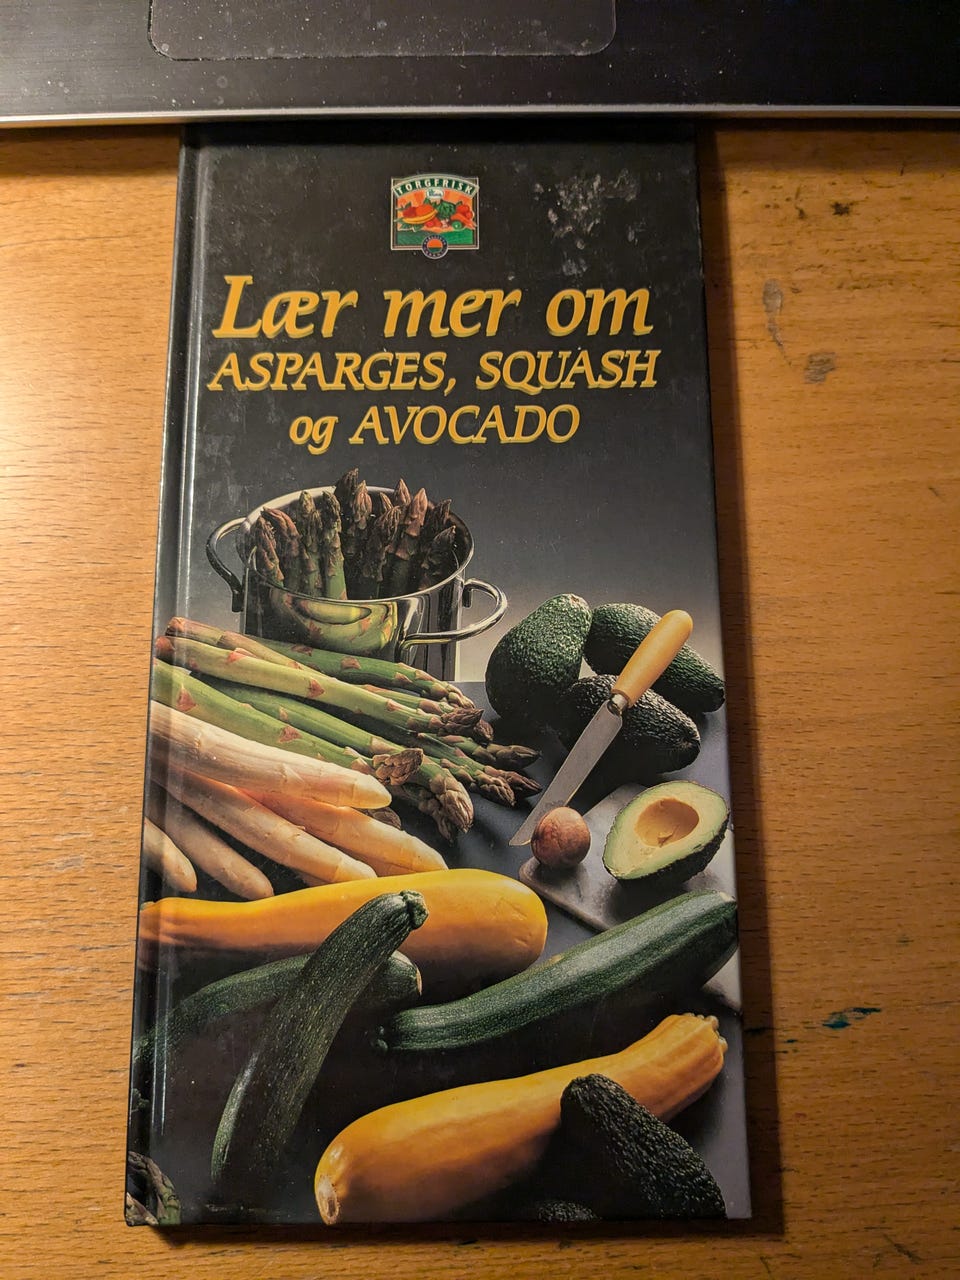 TORGFRISK
Lær mer om
ASPARGES, SQUASH
og AVOCADO